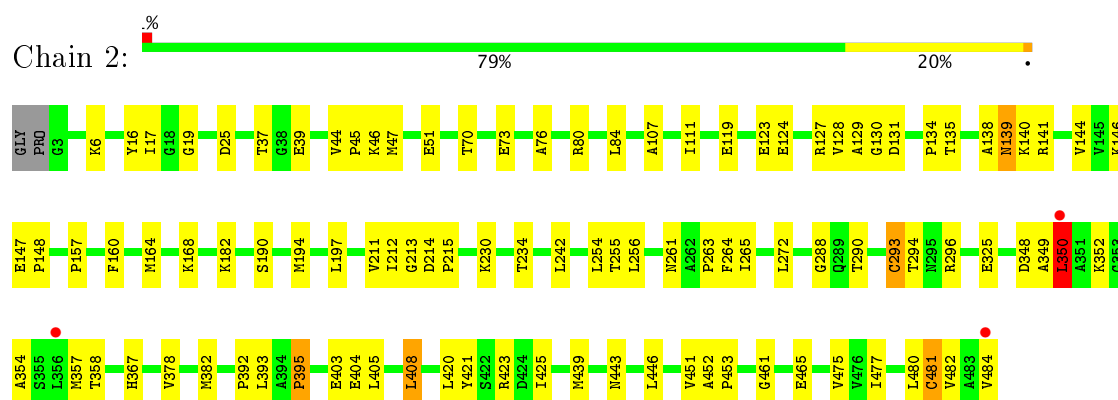 .%
Chain 2:
79%
20%
•
GLY PRO G3 K6 Y16 I17 G18 G19 D25 T37 G38 E39 V44 P45 K46 M47 E51 T70 E73 A76 R80 L84 A107 I111 E119 E123 E124 R127 V128 A129 G130 D131 P134 T135 A138 N139 K140 R141 V144 V145 K146
E147 P148 P157 F160 M164 K168 K182 S190 M194 L197 V211 I212 G213 D214 P215 K230 T234 L242 L254 T255 L256 N261 A262 P263 F264 I265 L272 G288 Q289 T290 C293 T294 N295 R296 E325 D348 A349 L350 A351 K352 G353
A354 S355 L356 M357 T358 H367 V378 M382 P392 L393 A394 P395 E403 E404 L405 L408 L420 Y421 S422 R423 D424 I425 M439 N443 L446 V451 A452 P453 G461 E465 V475 V476 I477 L480 C481 V482 A483 V484